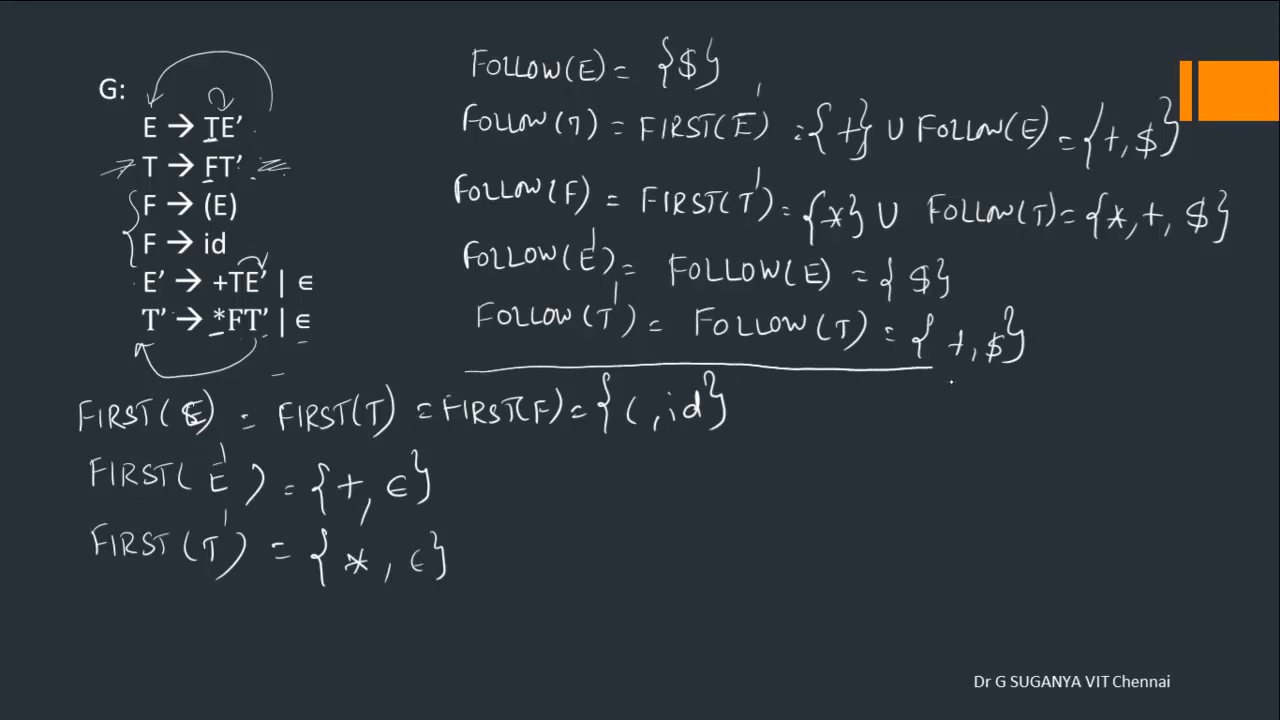 G:
E → TE’
T → FT’
F → (E)
F → id
E’ → +TE’ | ∈
T’ → *FT’ | ∈
FOLLOW(E) = {$}
FOLLOW(T) = FIRST(E') = {+} ∪ FOLLOW(E) = {+, $}
FOLLOW(F) = FIRST(T') = {*} ∪ FOLLOW(T) = {*, +, $}
FOLLOW(E') = FOLLOW(E) = { $}
FOLLOW(T') = FOLLOW(T) = { +, $}
FIRST(E) = FIRST(T) = FIRST(F) = {(, id}
FIRST(E') = {+, ∈}
FIRST(T') = {*, ∈}
Dr G SUGANYA VIT Chennai